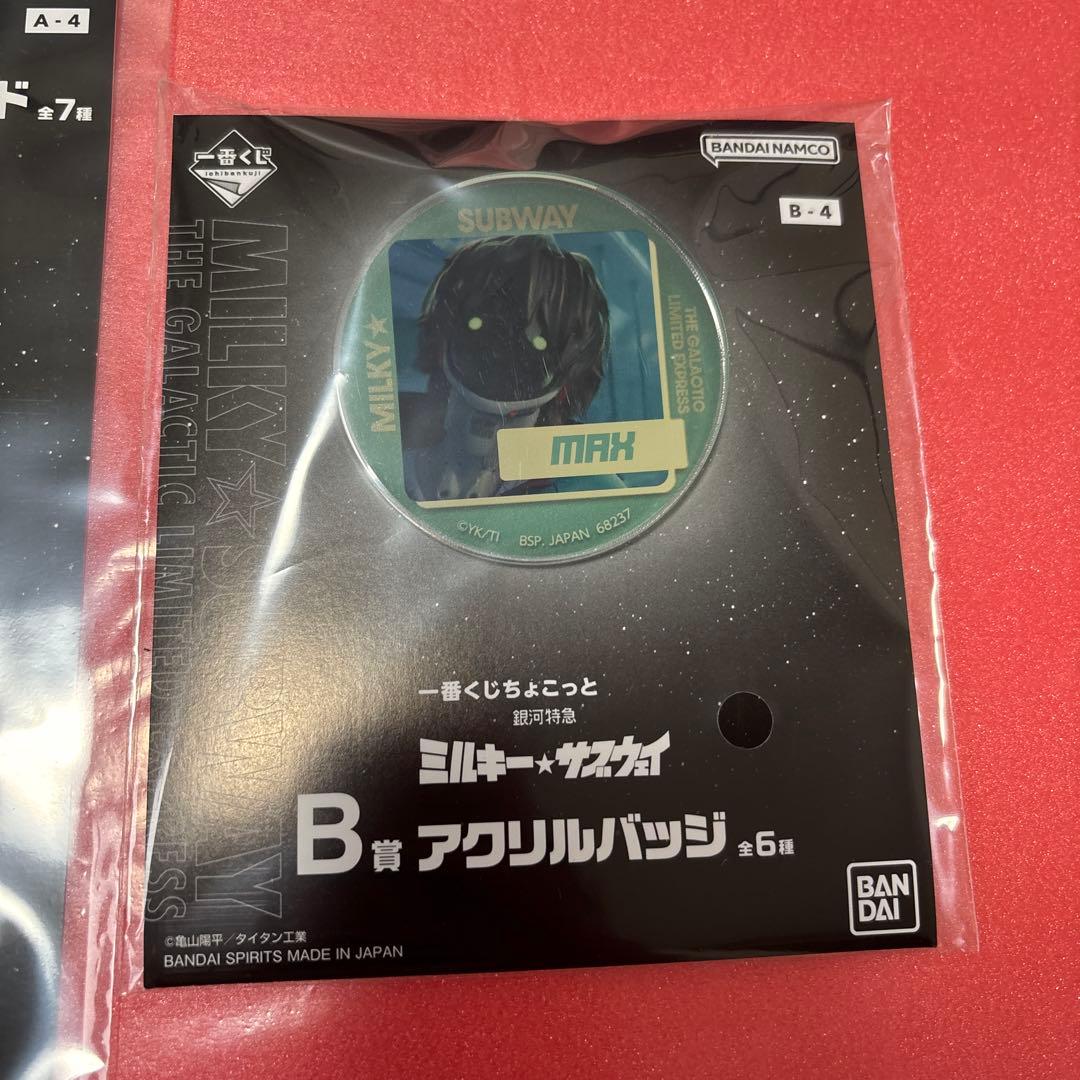 A - 4
ド 全7種
一番くじ
ichibankuji
BANDAI NAMCO
B - 4
MILKY☆SUBWAY
THE GALACTIC LIMITED EXPRESS
SUBWAY
MILKY★
THE GALACTIC
LIMITED EXPRESS
MAX
©YK/TI BSP. JAPAN 68237
一番くじちょこっと
銀河特急
ミルキー★サブウェイ
B賞 アクリルバッジ 全6種
BAN
DAI
©亀山陽平/タイタン工業
BANDAI SPIRITS MADE IN JAPAN